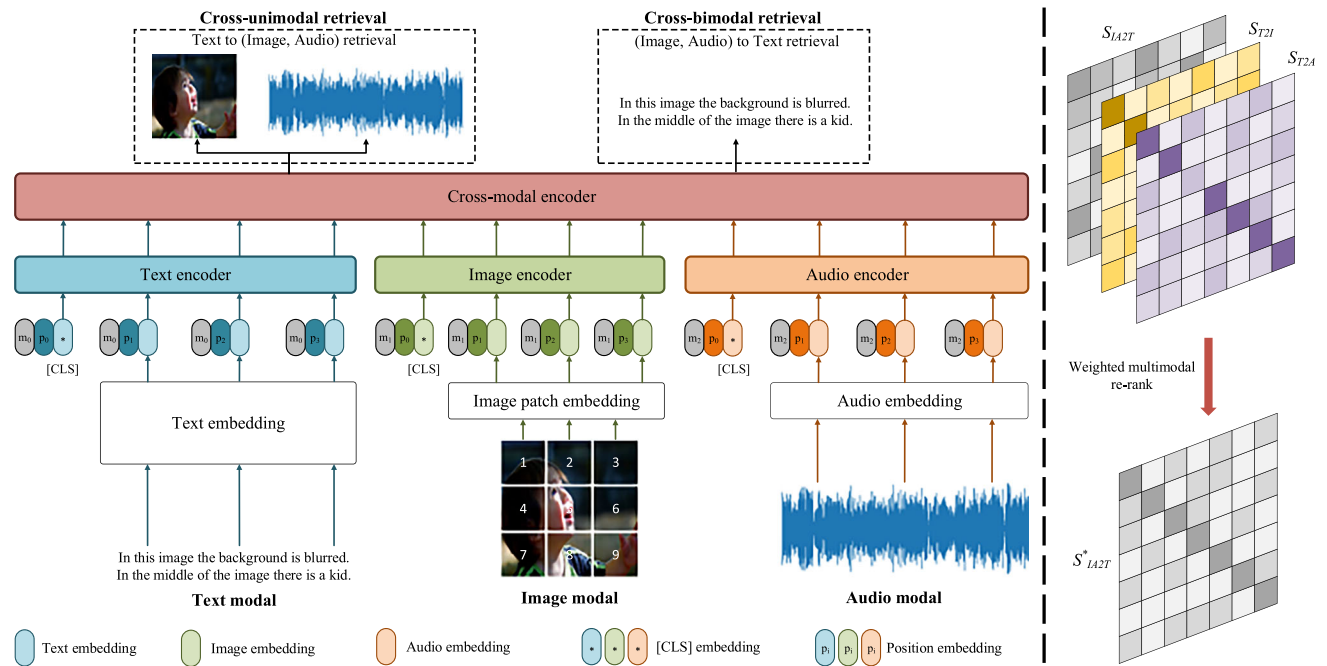 Cross-unimodal retrieval
Cross-bimodal retrieval
Text to (Image, Audio) retrieval
(Image, Audio) to Text retrieval
In this image the background is blurred.
In the middle of the image there is a kid.
Cross-modal encoder
Text encoder
Image encoder
Audio encoder
m₀ p₀ * m₀ p₁ m₀ p₂ m₀ p₃
m₁ p₀ * m₁ p₁ m₁ p₂ m₁ p₃
m₂ p₀ * m₂ p₁ m₂ p₂ m₂ p₃
[CLS]
[CLS]
[CLS]
Text embedding
Image patch embedding
Audio embedding
1 2 3
4 5 6
7 8 9
In this image the background is blurred.
In the middle of the image there is a kid.
Text modal
Image modal
Audio modal
Text embedding
Image embedding
Audio embedding
* * * [CLS] embedding
pᵢ pᵢ pᵢ Position embedding
S_IA2T
S_T2I
S_T2A
Weighted multimodal
re-rank
S*_IA2T